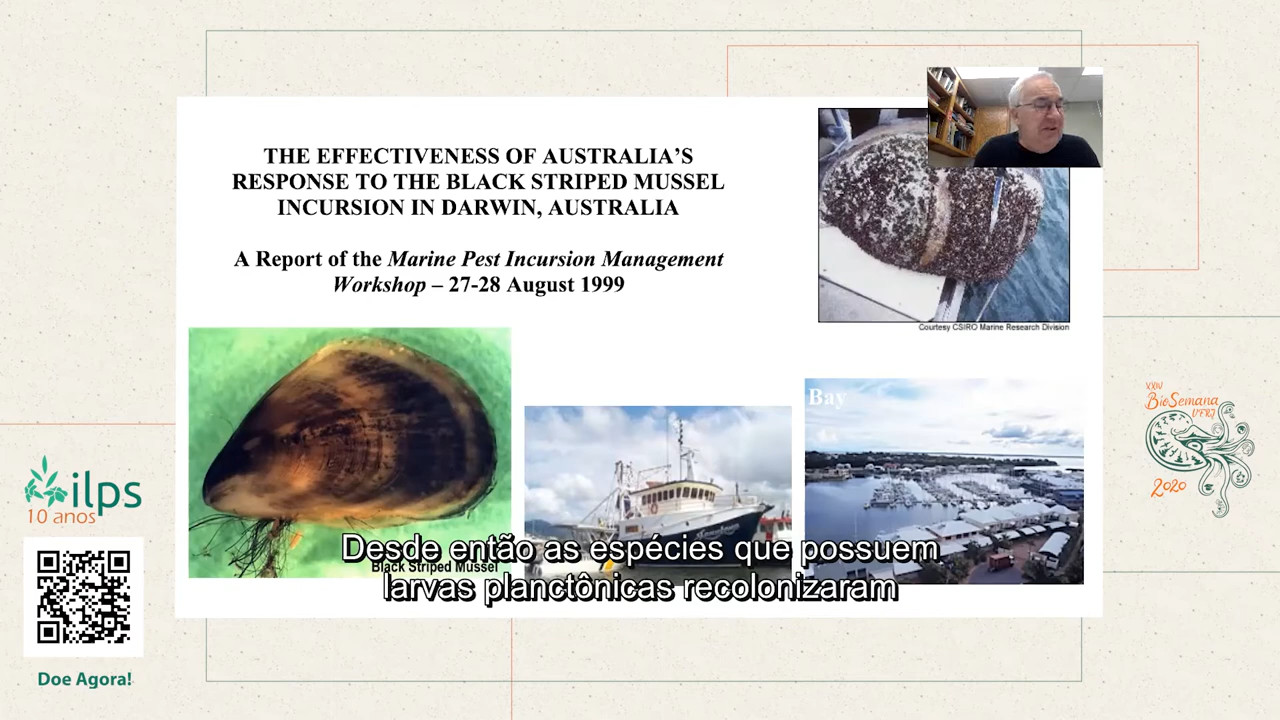 THE EFFECTIVENESS OF AUSTRALIA'S
RESPONSE TO THE BLACK STRIPED MUSSEL
INCURSION IN DARWIN, AUSTRALIA
A Report of the Marine Pest Incursion Management
Workshop – 27-28 August 1999
Courtesy CSIRO Marine Research Division
Bay
Black Striped Mussel
Desde então as espécies que possuem
larvas planctônicas recolonizaram
ilps
10 anos
Doe Agora!
XXIV
BioSemana
UFRJ
2020